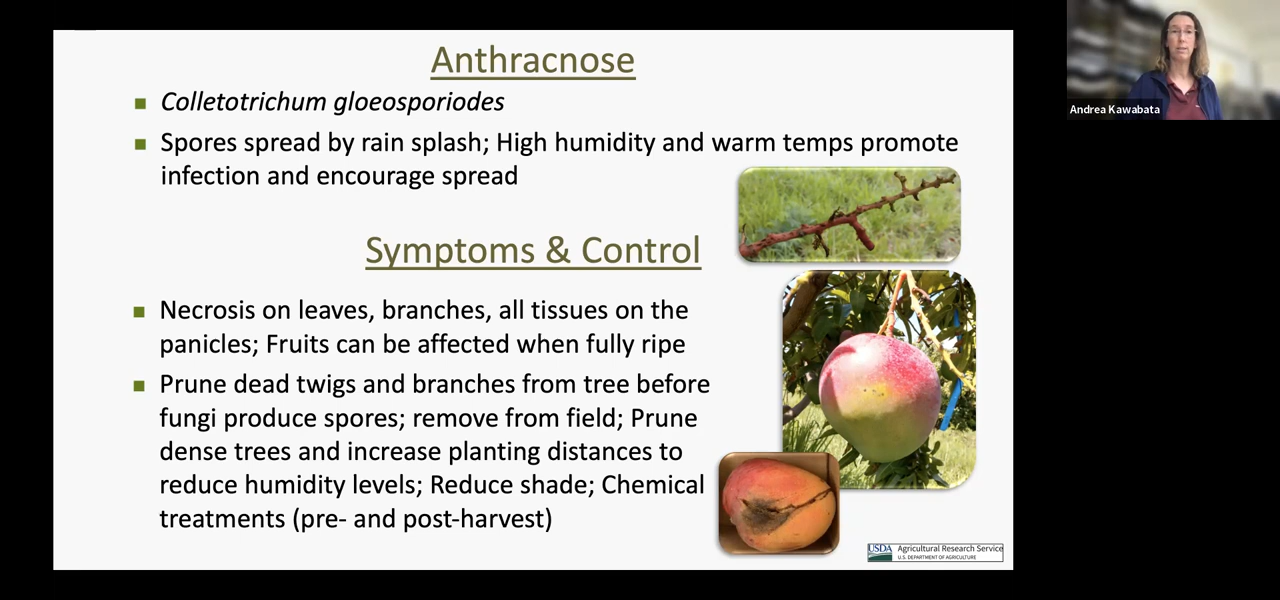 Anthracnose
Colletotrichum gloeosporiodes
Spores spread by rain splash; High humidity and warm temps promote
infection and encourage spread
Symptoms & Control
Necrosis on leaves, branches, all tissues on the
panicles; Fruits can be affected when fully ripe
Prune dead twigs and branches from tree before
fungi produce spores; remove from field; Prune
dense trees and increase planting distances to
reduce humidity levels; Reduce shade; Chemical
treatments (pre- and post-harvest)
USDA Agricultural Research Service
U.S. DEPARTMENT OF AGRICULTURE
Andrea Kawabata